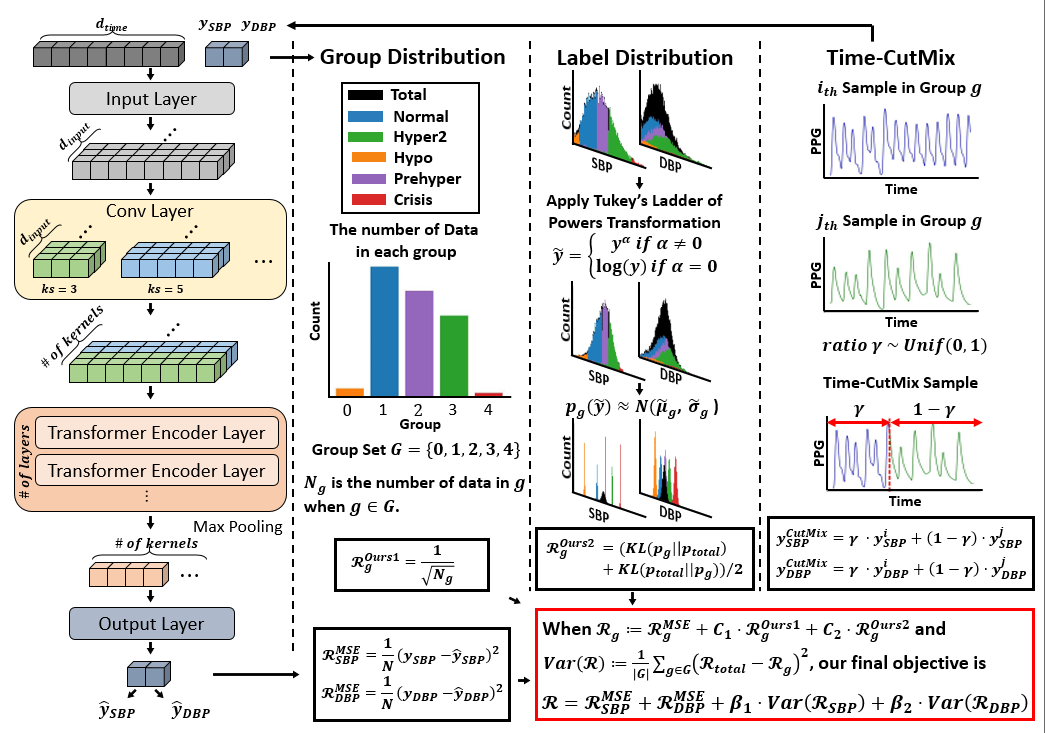 d_time
y_SBP y_DBP
Input Layer
d_input
...
Conv Layer
d_input
ks = 3
ks = 5
...
# of kernels
...
# of layers
Transformer Encoder Layer
Transformer Encoder Layer
⋮
Max Pooling
# of kernels
...
Output Layer
ŷ_SBP ŷ_DBP
Group Distribution
Total
Normal
Hyper2
Hypo
Prehyper
Crisis
The number of Data
in each group
Count
0 1 2 3 4
Group
Group Set G = {0, 1, 2, 3, 4}
N_g is the number of data in g
when g ∈ G.
ℛ_g^Ours1 = 1/√N_g
ℛ_SBP^MSE = 1/N (y_SBP − ŷ_SBP)^2
ℛ_DBP^MSE = 1/N (y_DBP − ŷ_DBP)^2
Label Distribution
Count
SBP DBP
Apply Tukey's Ladder of
Powers Transformation
ỹ = { y^α if α ≠ 0
log(y) if α = 0
Count
SBP DBP
p_g(ỹ) ≈ N(μ̃_g, σ̃_g )
Count
SBP DBP
ℛ_g^Ours2 = (KL(p_g||p_total)
+ KL(p_total||p_g))/2
Time-CutMix
i_th Sample in Group g
PPG
Time
j_th Sample in Group g
PPG
Time
ratio γ ~ Unif(0, 1)
Time-CutMix Sample
γ 1 − γ
PPG
Time
y_SBP^CutMix = γ · y_SBP^i + (1 − γ) · y_SBP^j
y_DBP^CutMix = γ · y_DBP^i + (1 − γ) · y_DBP^j
When ℛ_g ≔ ℛ_g^MSE + C_1 · ℛ_g^Ours1 + C_2 · ℛ_g^Ours2 and
Var(ℛ) ≔ 1/|G| ∑_g∈G (ℛ_total − ℛ_g)^2, our final objective is
ℛ = ℛ_SBP^MSE + ℛ_DBP^MSE + β_1 · Var(ℛ_SBP) + β_2 · Var(ℛ_DBP)